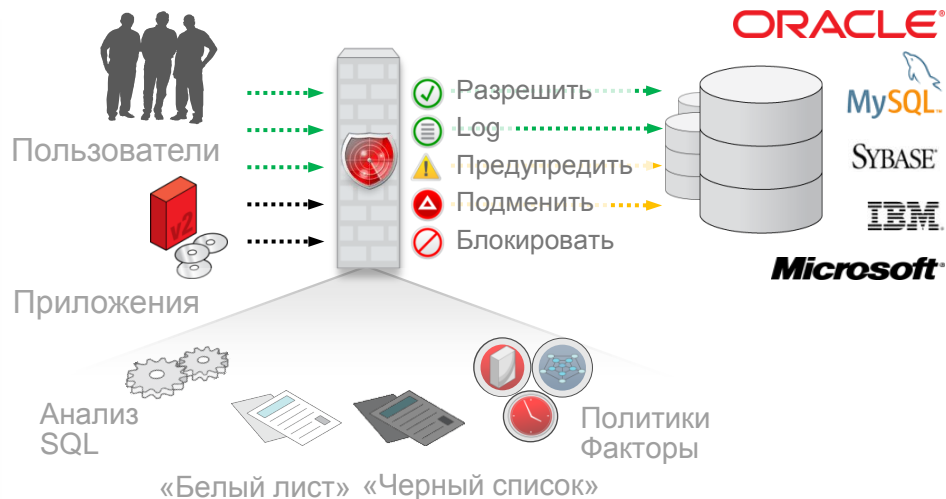 ORACLE®
MySQL™
SYBASE®
IBM®
Microsoft®
Пользователи
v2
Приложения
Разрешить
Log
Предупредить
Подменить
Блокировать
Анализ
SQL
«Белый лист»
«Черный список»
Политики
Факторы